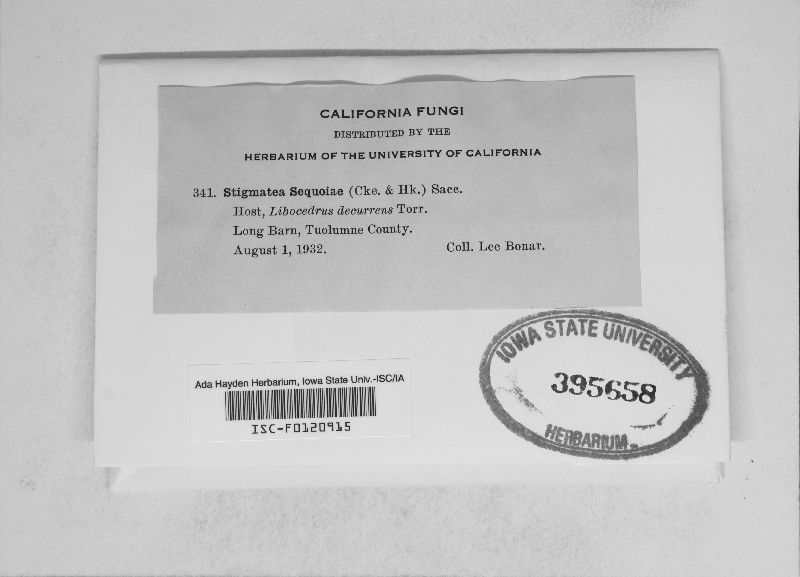 CALIFORNIA FUNGI
DISTRIBUTED BY THE
HERBARIUM OF THE UNIVERSITY OF CALIFORNIA
341. Stigmatea Sequoiae (Cke. & Hk.) Sacc.
Host, Libocedrus decurrens Torr.
Long Barn, Tuolumne County.
August 1, 1932. Coll. Lee Bonar.
Ada Hayden Herbarium, Iowa State Univ.-ISC/IA
ISC-F0120915
IOWA STATE UNIVERSITY
395658
HERBARIUM